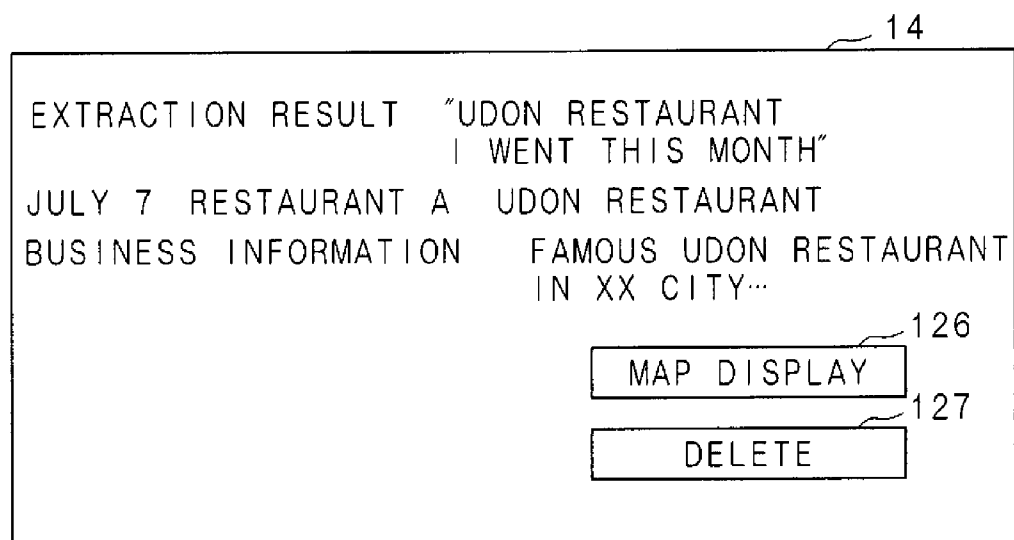 14
EXTRACTION RESULT "UDON RESTAURANT
I WENT THIS MONTH"
JULY 7 RESTAURANT A UDON RESTAURANT
BUSINESS INFORMATION FAMOUS UDON RESTAURANT
IN XX CITY…
126
MAP DISPLAY
127
DELETE